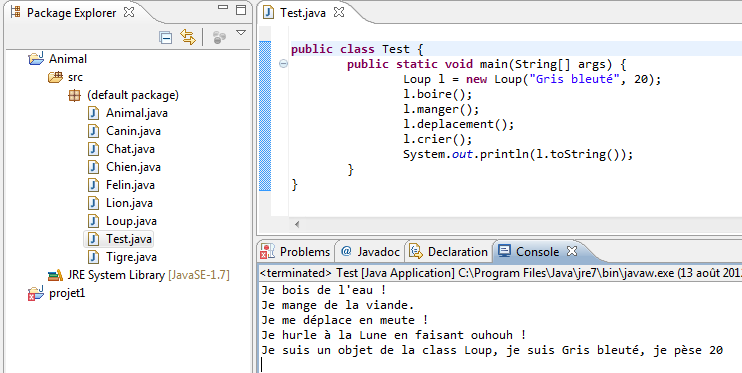 Package Explorer
Animal
src
(default package)
Animal.java
Canin.java
Chat.java
Chien.java
Felin.java
Lion.java
Loup.java
Test.java
Tigre.java
JRE System Library [JavaSE-1.7]
projet1
Test.java
public class Test {
public static void main(String[] args) {
Loup l = new Loup("Gris bleuté", 20);
l.boire();
l.manger();
l.deplacement();
l.crier();
System.out.println(l.toString());
}
}
Problems @ Javadoc Declaration Console
<terminated> Test [Java Application] C:\Program Files\Java\jre7\bin\javaw.exe (13 août 201
Je bois de l'eau !
Je mange de la viande.
Je me déplace en meute !
Je hurle à la Lune en faisant ouhouh !
Je suis un objet de la class Loup, je suis Gris bleuté, je pèse 20